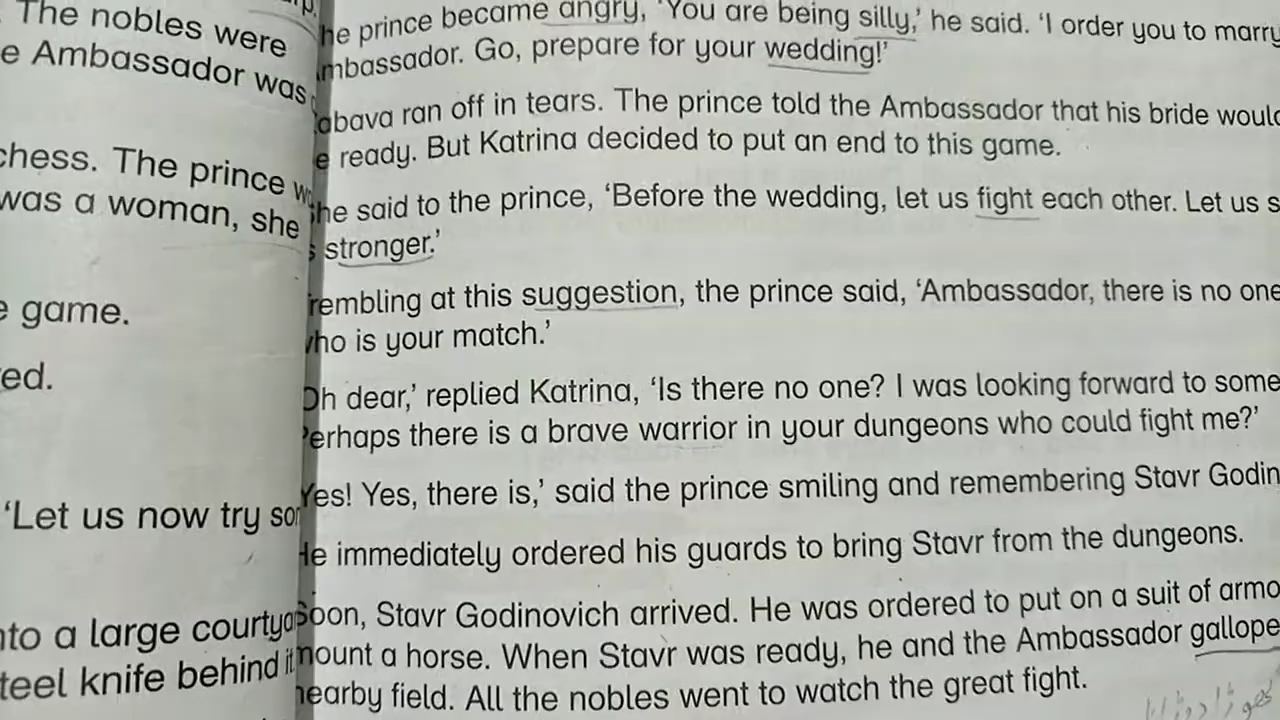 The nobles were
e Ambassador was
chess. The prince
was a woman, she
e game.
ed.
'Let us now try
nto a large
teel knife behind
he prince became angry, 'You are being silly,' he said. 'I order you to marry
mbassador. Go, prepare for your wedding!'
abava ran off in tears. The prince told the Ambassador that his bride would
e ready. But Katrina decided to put an end to this game.
he said to the prince, 'Before the wedding, let us fight each other. Let us s
s stronger.'
rembling at this suggestion, the prince said, 'Ambassador, there is no one
ho is your match.'
Oh dear,' replied Katrina, 'Is there no one? I was looking forward to some
Perhaps there is a brave warrior in your dungeons who could fight me?'
Yes! Yes, there is,' said the prince smiling and remembering Stavr Godin
He immediately ordered his guards to bring Stavr from the dungeons.
Soon, Stavr Godinovich arrived. He was ordered to put on a suit of armo
mount a horse. When Stavr was ready, he and the Ambassador gallope
nearby field. All the nobles went to watch the great fight.